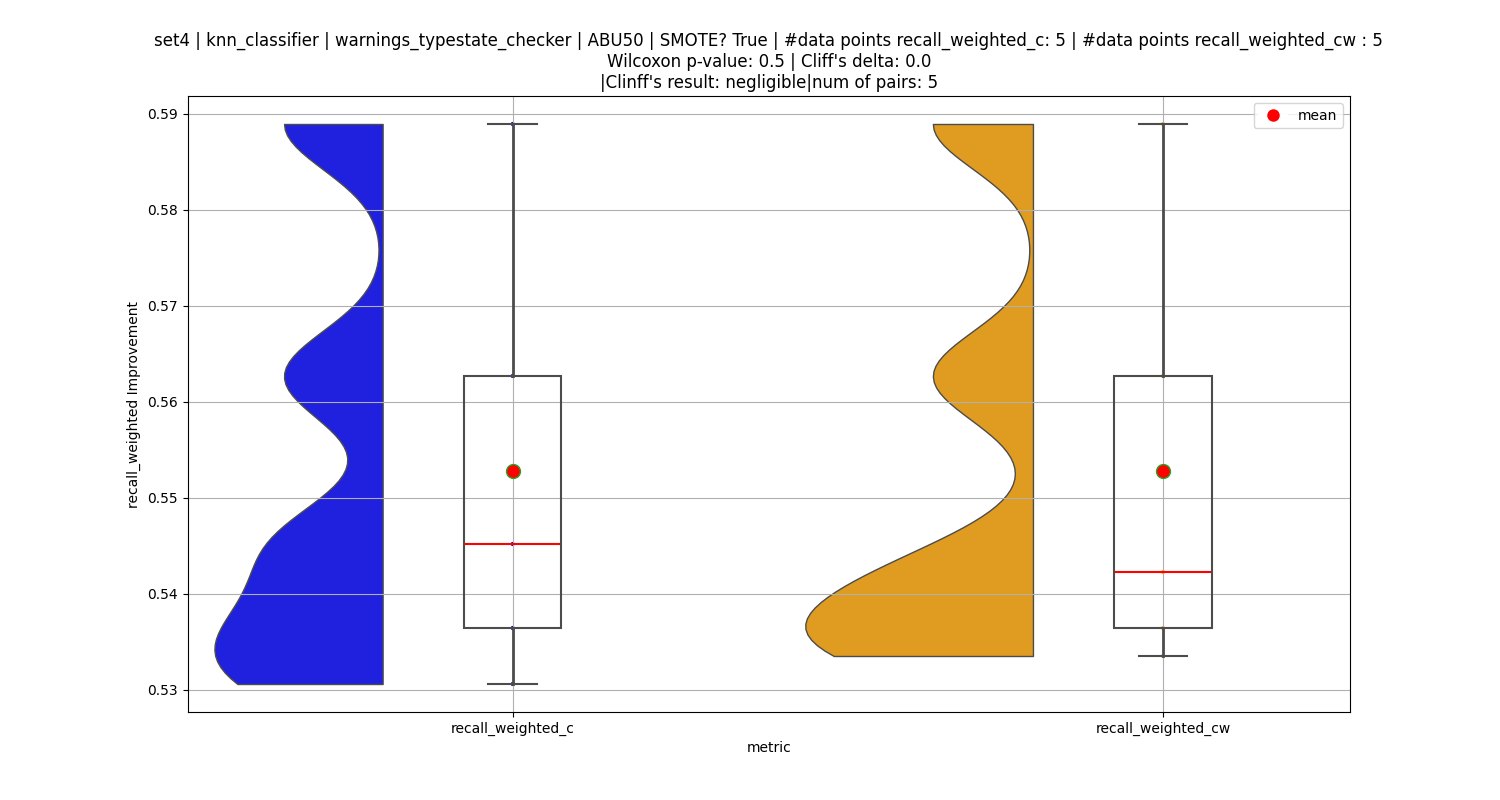 set4 | knn_classifier | warnings_typestate_checker | ABU50 | SMOTE? True | #data points recall_weighted_c: 5 | #data points recall_weighted_cw : 5
Wilcoxon p-value: 0.5 | Cliff's delta: 0.0
|Clinff's result: negligible|num of pairs: 5
mean
0.59
0.58
0.57
0.56
0.55
0.54
0.53
recall_weighted Improvement
recall_weighted_c
recall_weighted_cw
metric